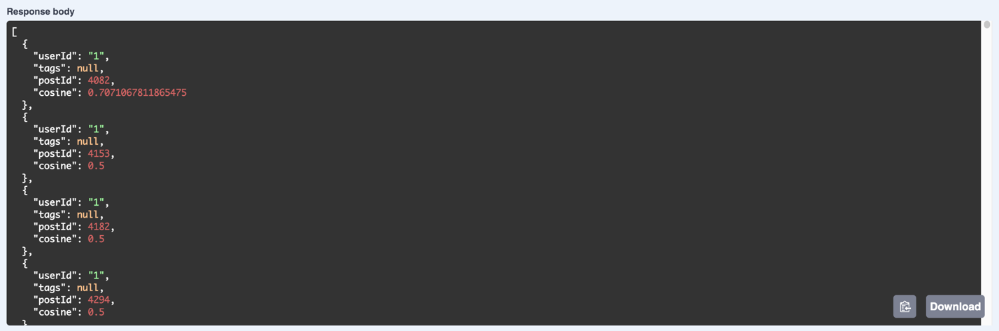 Response body
[
  {
    "userId": "1",
    "tags": null,
    "postId": 4082,
    "cosine": 0.7071067811865475
  },
  {
    "userId": "1",
    "tags": null,
    "postId": 4153,
    "cosine": 0.5
  },
  {
    "userId": "1",
    "tags": null,
    "postId": 4182,
    "cosine": 0.5
  },
  {
    "userId": "1",
    "tags": null,
    "postId": 4294,
    "cosine": 0.5
  }
Download